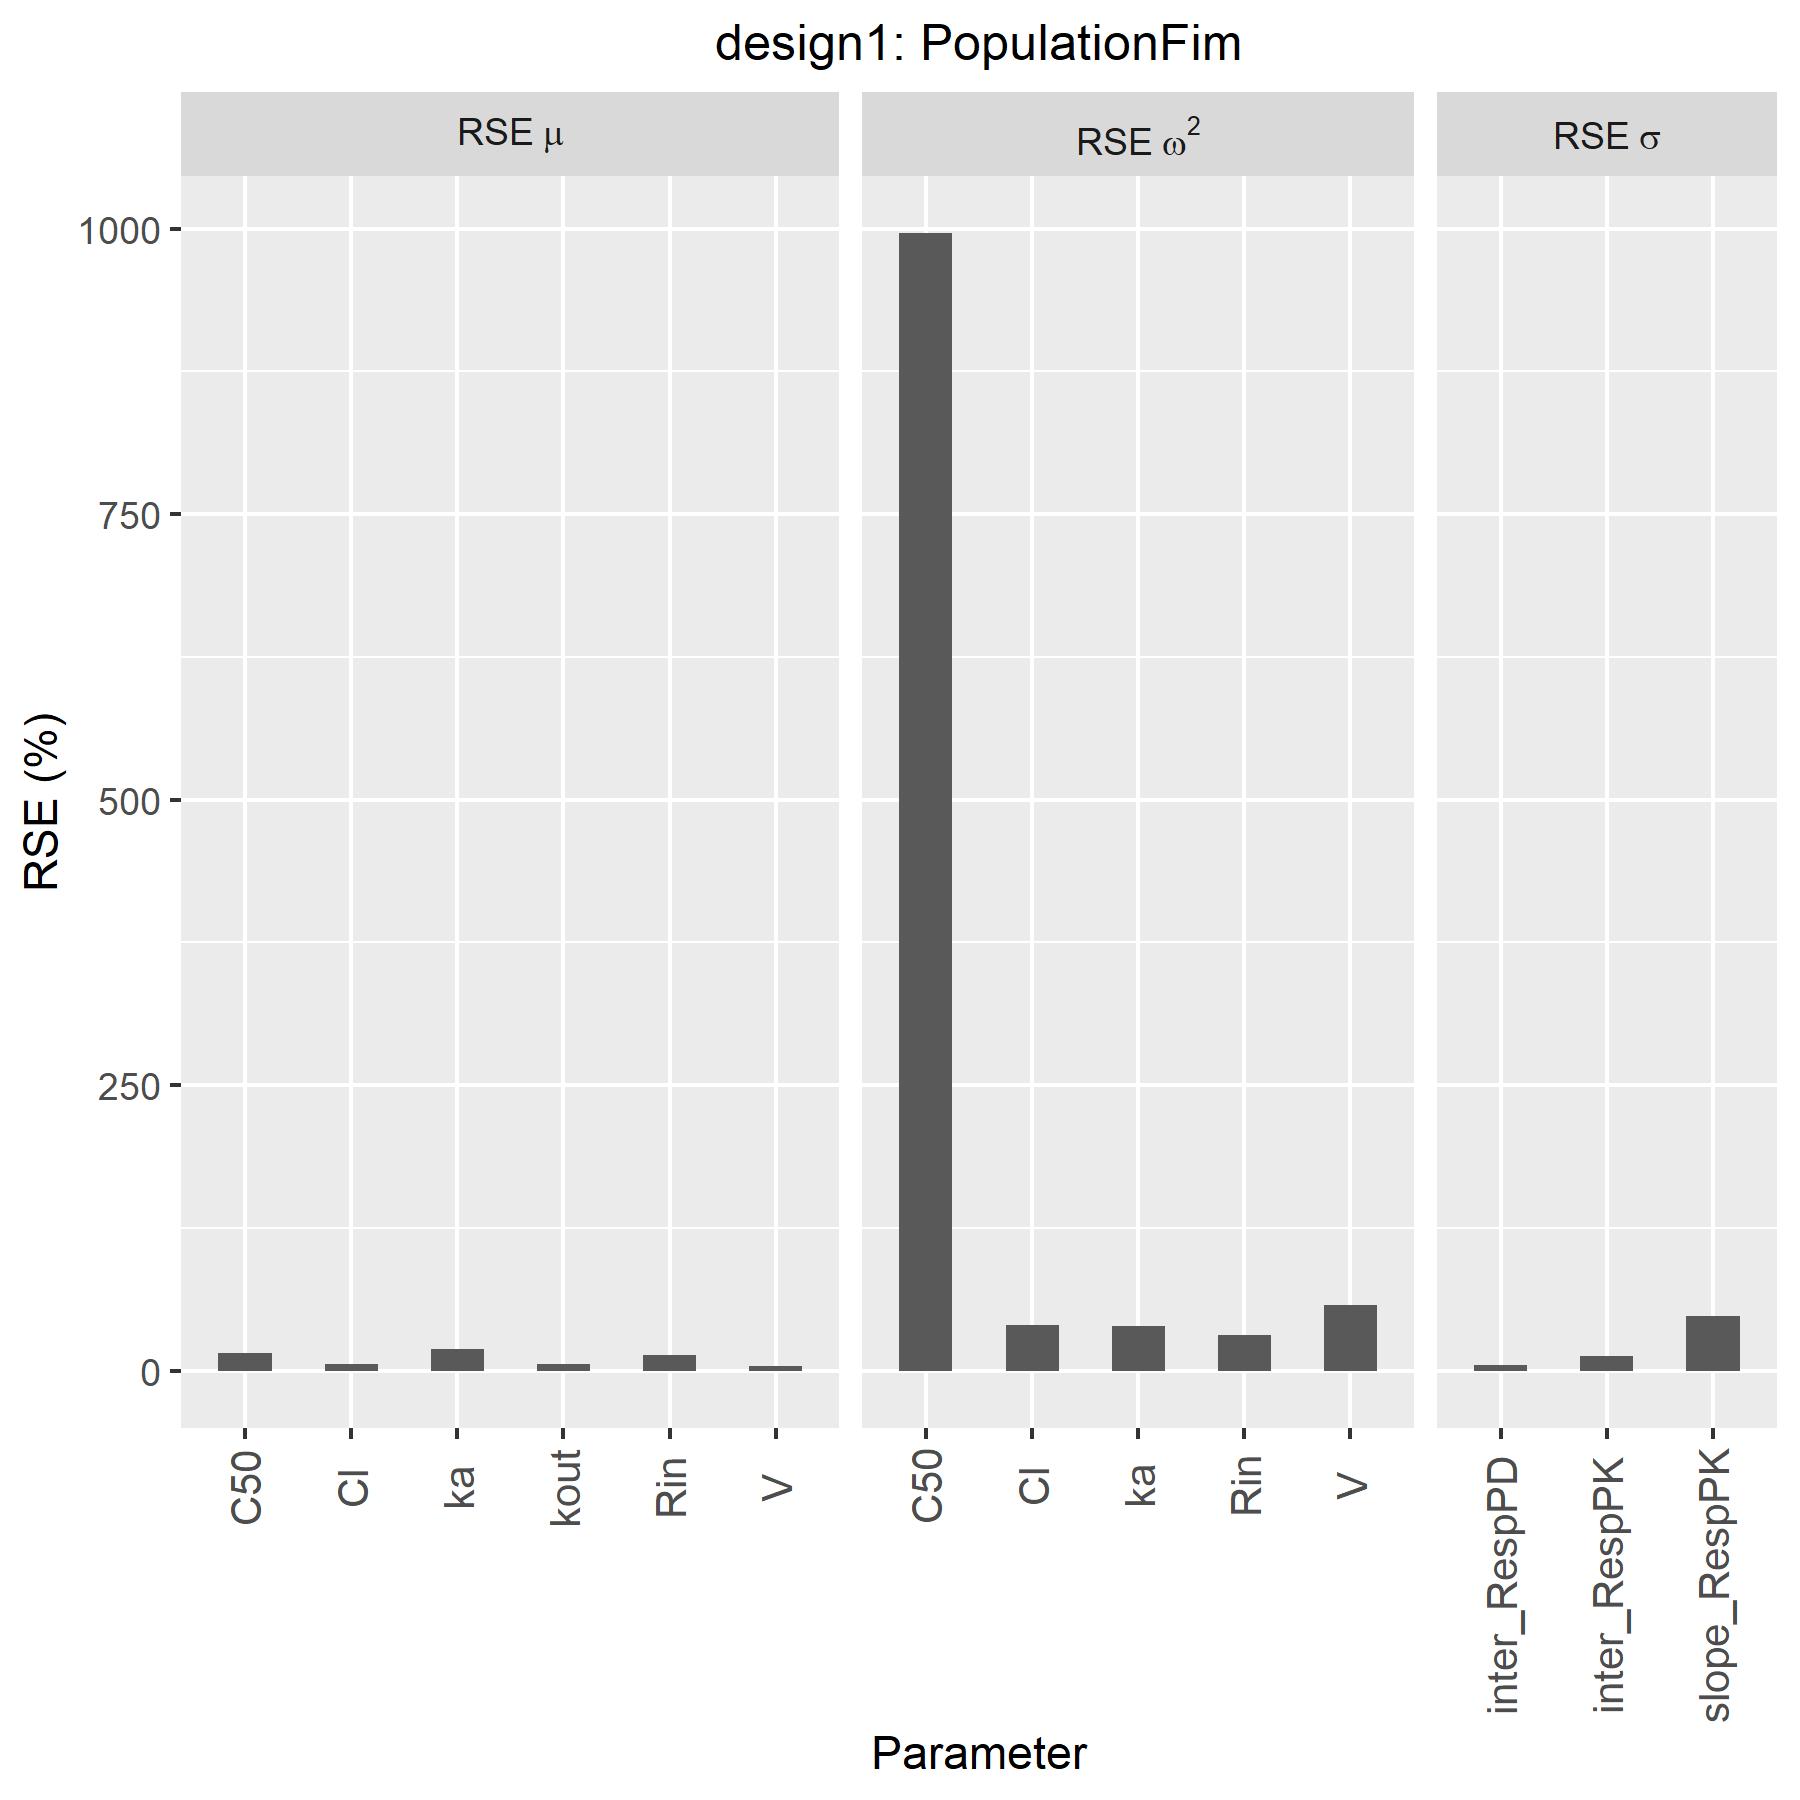 design1: PopulationFim
RSE μ
RSE ω²
RSE σ
1000
750
500
250
0
RSE (%)
C50
Cl
ka
kout
Rin
V
C50
Cl
ka
Rin
V
inter_RespPD
inter_RespPK
slope_RespPK
Parameter